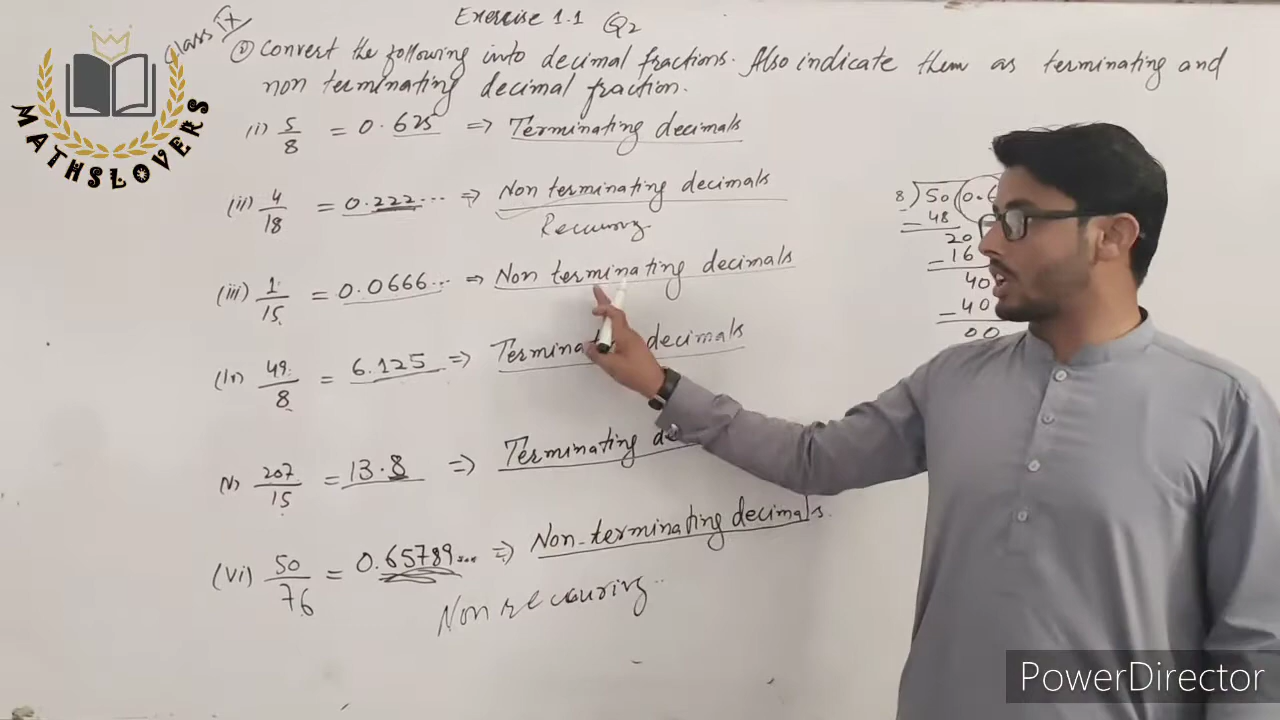 Exercise 1.1 Q2
Class IX
MATHSLOVERS
② Convert the following into decimal fractions. Also indicate them as terminating and
non terminating decimal fraction.
(i) 5/8 = 0.625 => Terminating decimals
(ii) 4/18 = 0.222... => Non terminating decimals
Recurring
(iii) 1/15 = 0.0666... => Non terminating decimals
(iv) 49/8 = 6.125 => Terminating decimals
(v) 207/15 = 13.8 => Terminating de
(vi) 50/76 = 0.65789... => Non-terminating decimals.
Non recurring
8)50(0.6
-48
20
-16
40
-40
00
PowerDirector